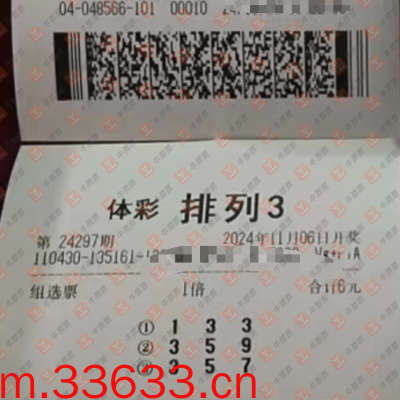 04-048566-101 00010
体彩 排列3
第 24297期 2024年11月06日开奖
110430-135161-
组选票 1倍 合计6元
① 1 3 3
② 3 5 9
③ 3 5 7
m.33633.cn